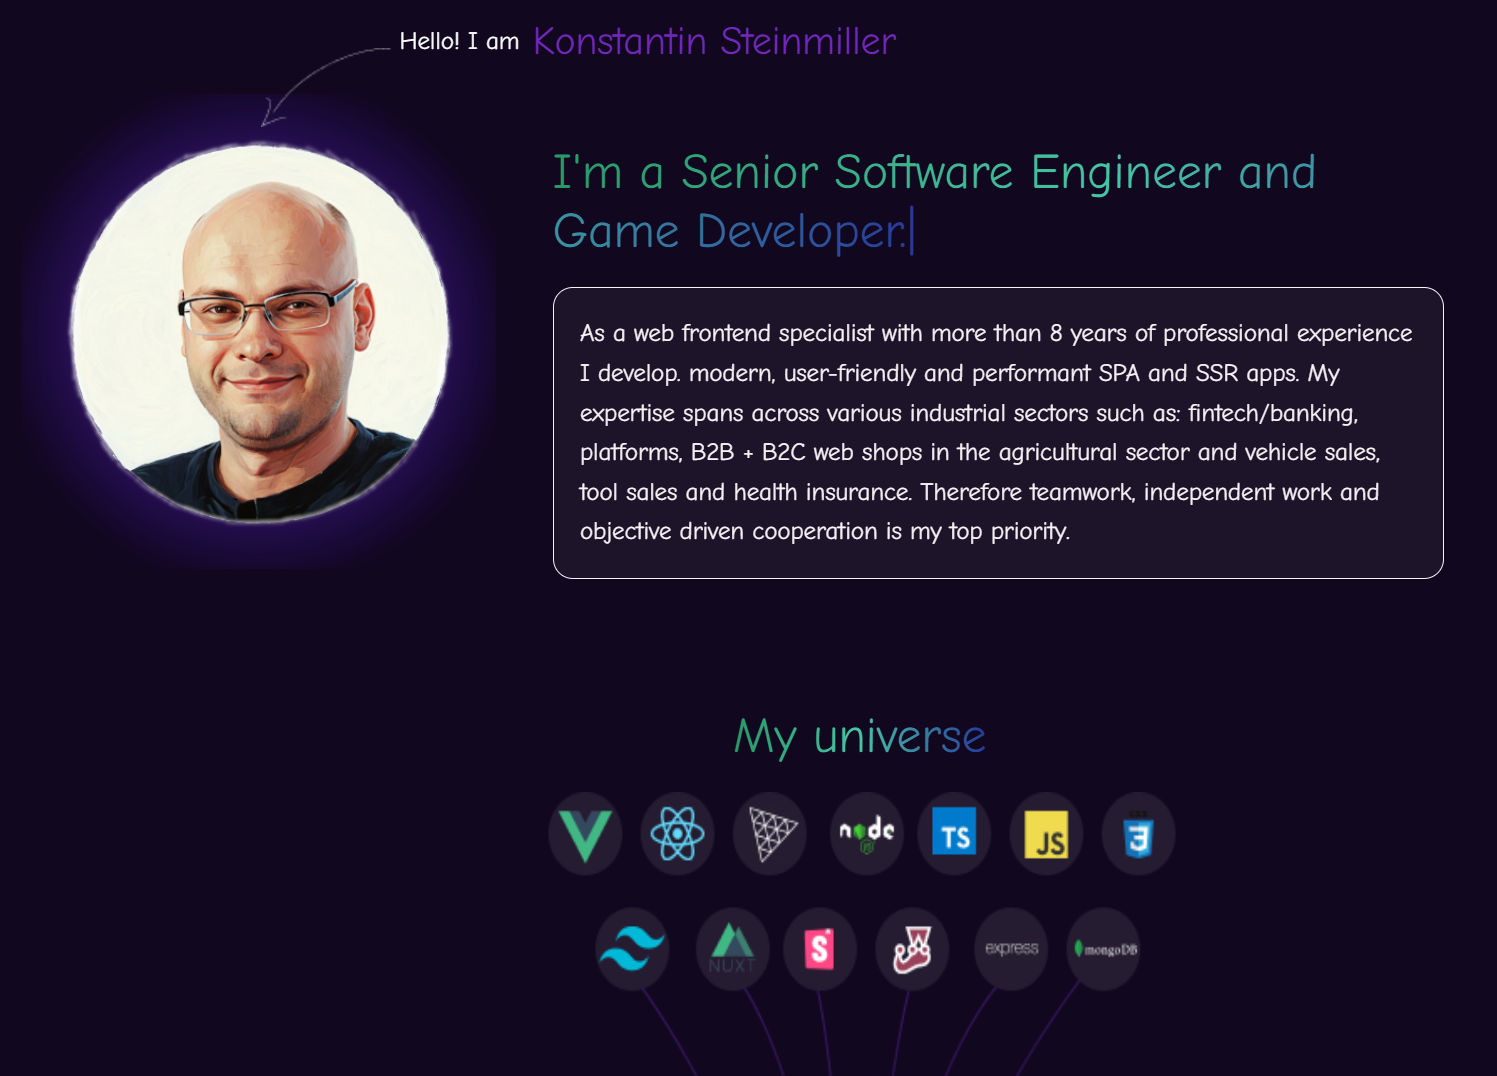 Hello! I am Konstantin Steinmiller
I'm a Senior Software Engineer and
Game Developer.
As a web frontend specialist with more than 8 years of professional experience
I develop. modern, user-friendly and performant SPA and SSR apps. My
expertise spans across various industrial sectors such as: fintech/banking,
platforms, B2B + B2C web shops in the agricultural sector and vehicle sales,
tool sales and health insurance. Therefore teamwork, independent work and
objective driven cooperation is my top priority.
My universe
node
TS
JS
3
NUXT
S
express
mongoDB